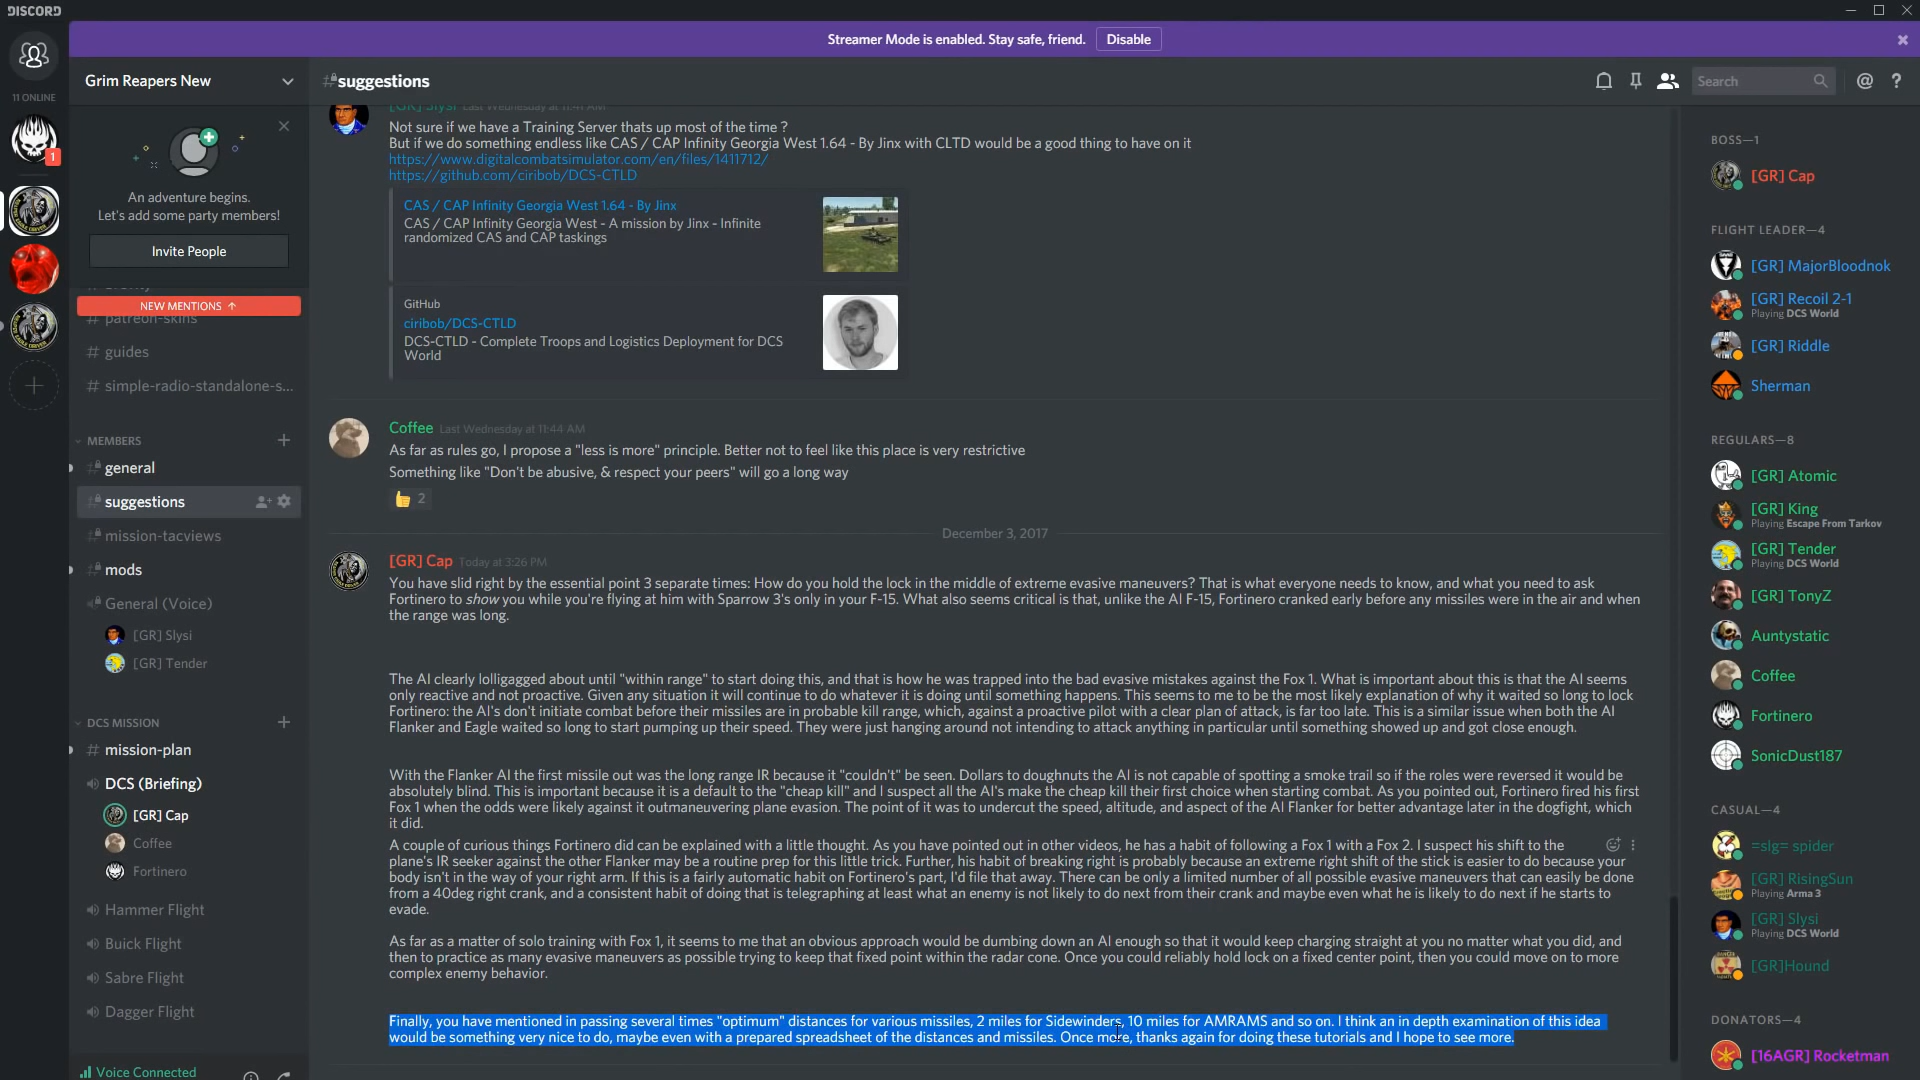 DISCORD
Streamer Mode is enabled. Stay safe, friend.
Disable
11 ONLINE
1
Grim Reapers New
An adventure begins.
Let's add some party members!
Invite People
NEW MENTIONS ↑
# patreon-skins
# guides
# simple-radio-standalone-s...
MEMBERS
general
suggestions
mission-tacviews
mods
General (Voice)
[GR] Slysi
[GR] Tender
DCS MISSION
# mission-plan
DCS (Briefing)
[GR] Cap
Coffee
Fortinero
Hammer Flight
Buick Flight
Sabre Flight
Dagger Flight
Voice Connected
#suggestions
Search
[GR] Slysi Last Wednesday at 11:41 AM
Not sure if we have a Training Server thats up most of the time ?
But if we do something endless like CAS / CAP Infinity Georgia West 1.64 - By Jinx with CLTD would be a good thing to have on it
https://www.digitalcombatsimulator.com/en/files/1411712/
https://github.com/ciribob/DCS-CTLD
CAS / CAP Infinity Georgia West 1.64 - By Jinx
CAS / CAP Infinity Georgia West - A mission by Jinx - Infinite
randomized CAS and CAP taskings
GitHub
ciribob/DCS-CTLD
DCS-CTLD - Complete Troops and Logistics Deployment for DCS
World
Coffee Last Wednesday at 11:44 AM
As far as rules go, I propose a "less is more" principle. Better not to feel like this place is very restrictive
Something like "Don't be abusive, & respect your peers" will go a long way
2
December 3, 2017
[GR] Cap Today at 3:26 PM
You have slid right by the essential point 3 separate times: How do you hold the lock in the middle of extreme evasive maneuvers? That is what everyone needs to know, and what you need to ask
Fortinero to show you while you're flying at him with Sparrow 3's only in your F-15. What also seems critical is that, unlike the AI F-15, Fortinero cranked early before any missiles were in the air and when
the range was long.
The AI clearly lolligagged about until "within range" to start doing this, and that is how he was trapped into the bad evasive mistakes against the Fox 1. What is important about this is that the AI seems
only reactive and not proactive. Given any situation it will continue to do whatever it is doing until something happens. This seems to me to be the most likely explanation of why it waited so long to lock
Fortinero: the AI's don't initiate combat before their missiles are in probable kill range, which, against a proactive pilot with a clear plan of attack, is far too late. This is a similar issue when both the AI
Flanker and Eagle waited so long to start pumping up their speed. They were just hanging around not intending to attack anything in particular until something showed up and got close enough.
With the Flanker AI the first missile out was the long range IR because it "couldn't" be seen. Dollars to doughnuts the AI is not capable of spotting a smoke trail so if the roles were reversed it would be
absolutely blind. This is important because it is a default to the "cheap kill" and I suspect all the AI's make the cheap kill their first choice when starting combat. As you pointed out, Fortinero fired his first
Fox 1 when the odds were likely against it outmaneuvering plane evasion. The point of it was to undercut the speed, altitude, and aspect of the AI Flanker for better advantage later in the dogfight, which
it did.
A couple of curious things Fortinero did can be explained with a little thought. As you have pointed out in other videos, he has a habit of following a Fox 1 with a Fox 2. I suspect his shift to the
plane's IR seeker against the other Flanker may be a routine prep for this little trick. Further, his habit of breaking right is probably because an extreme right shift of the stick is easier to do because your
body isn't in the way of your right arm. If this is a fairly automatic habit on Fortinero's part, I'd file that away. There can be only a limited number of all possible evasive maneuvers that can easily be done
from a 40deg right crank, and a consistent habit of doing that is telegraphing at least what an enemy is not likely to do next from their crank and maybe even what he is likely to do next if he starts to
evade.
As far as a matter of solo training with Fox 1, it seems to me that an obvious approach would be dumbing down an AI enough so that it would keep charging straight at you no matter what you did, and
then to practice as many evasive maneuvers as possible trying to keep that fixed point within the radar cone. Once you could reliably hold lock on a fixed center point, then you could move on to more
complex enemy behavior.
Finally, you have mentioned in passing several times "optimum" distances for various missiles, 2 miles for Sidewinders, 10 miles for AMRAMS and so on. I think an in depth examination of this idea
would be something very nice to do, maybe even with a prepared spreadsheet of the distances and missiles. Once more, thanks again for doing these tutorials and I hope to see more.
BOSS—1
[GR] Cap
FLIGHT LEADER—4
[GR] MajorBloodnok
[GR] Recoil 2-1
Playing DCS World
[GR] Riddle
Sherman
REGULARS—8
[GR] Atomic
[GR] King
Playing Escape From Tarkov
[GR] Tender
Playing DCS World
[GR] TonyZ
Auntystatic
Coffee
Fortinero
SonicDust187
CASUAL—4
=slg= spider
[GR] RisingSun
Playing Arma 3
[GR] Slysi
Playing DCS World
[GR]Hound
DONATORS—4
[16AGR] Rocketman